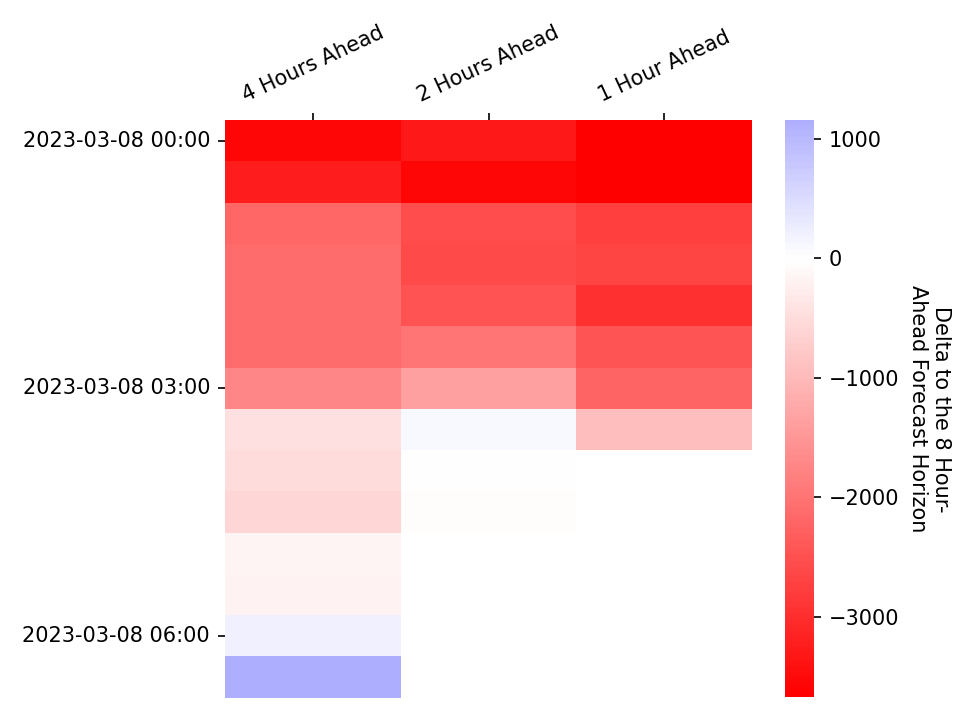 4 Hours Ahead
2 Hours Ahead
1 Hour Ahead
2023-03-08 00:00
2023-03-08 03:00
2023-03-08 06:00
1000
0
−1000
−2000
−3000
Delta to the 8 Hour-
Ahead Forecast Horizon